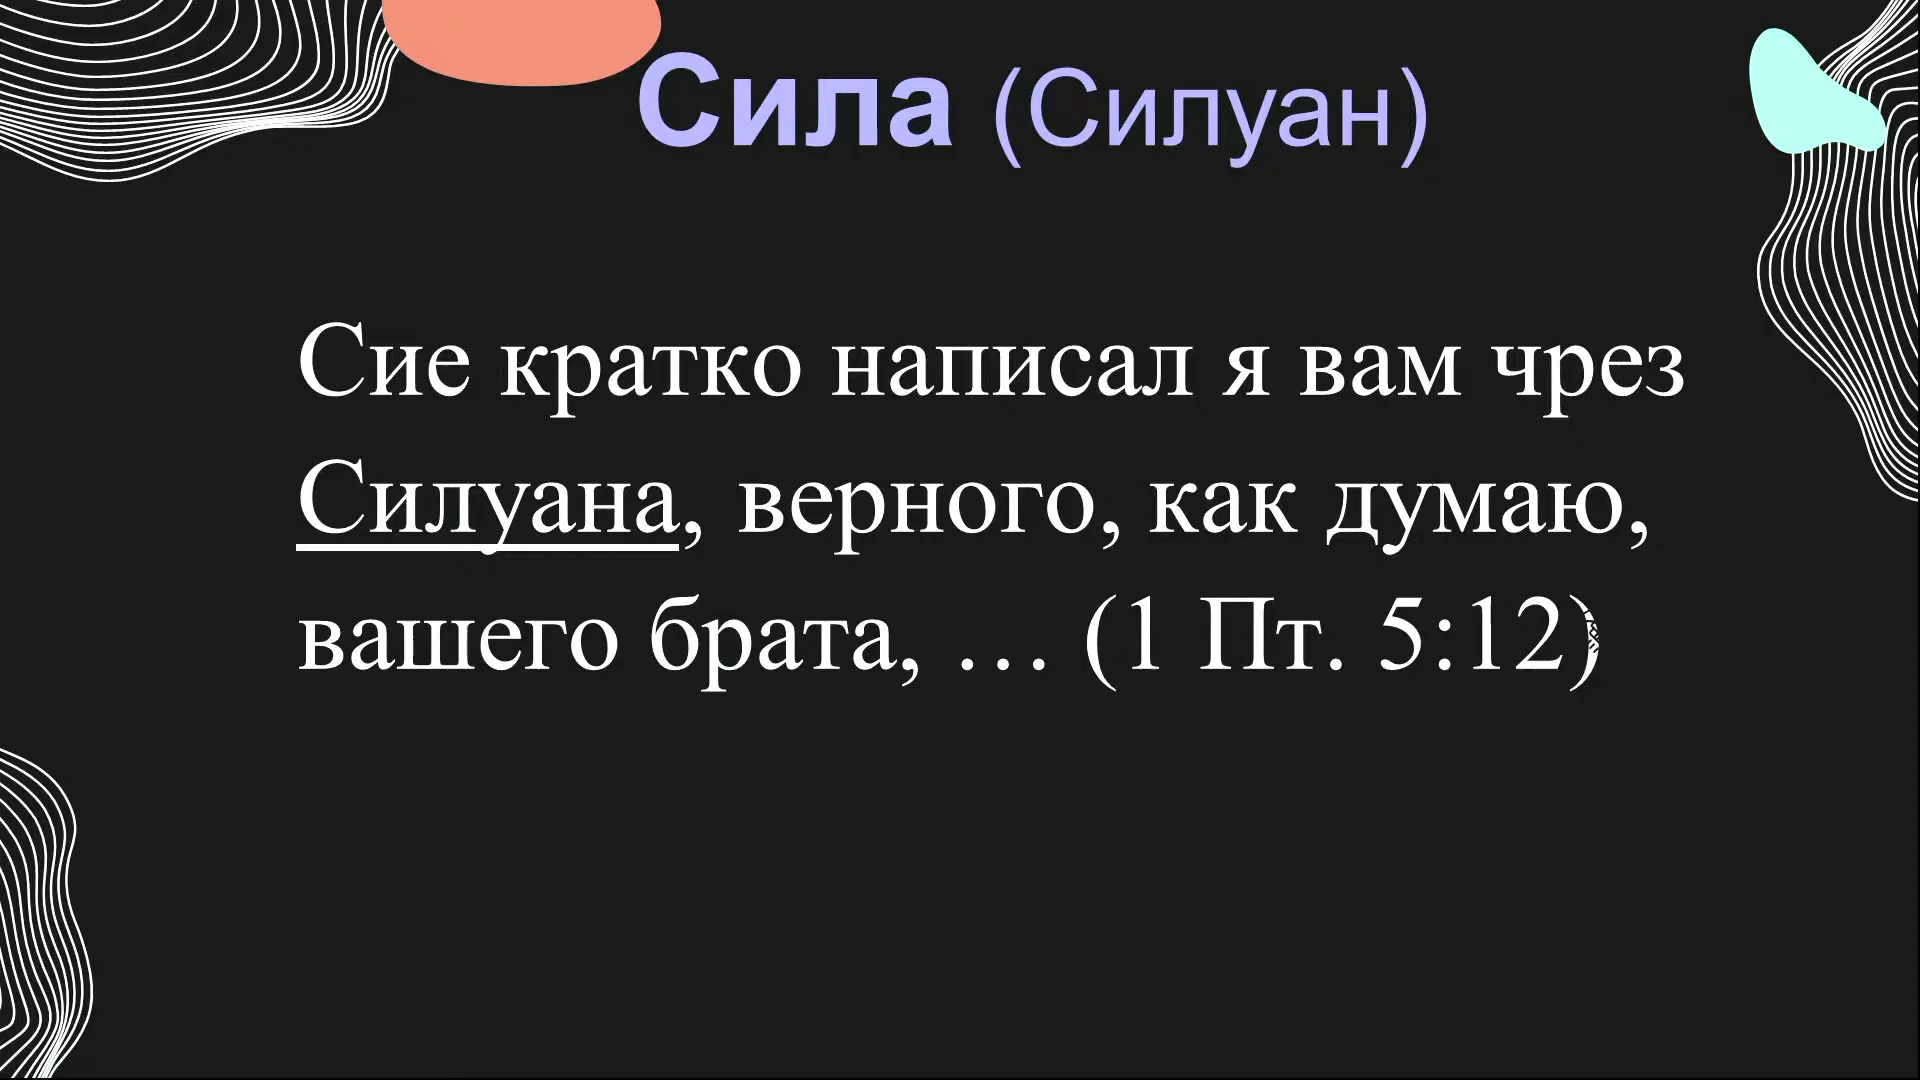 Сила (Силуан)
Сие кратко написал я вам чрез
Силуана, верного, как думаю,
вашего брата, … (1 Пт. 5:12)